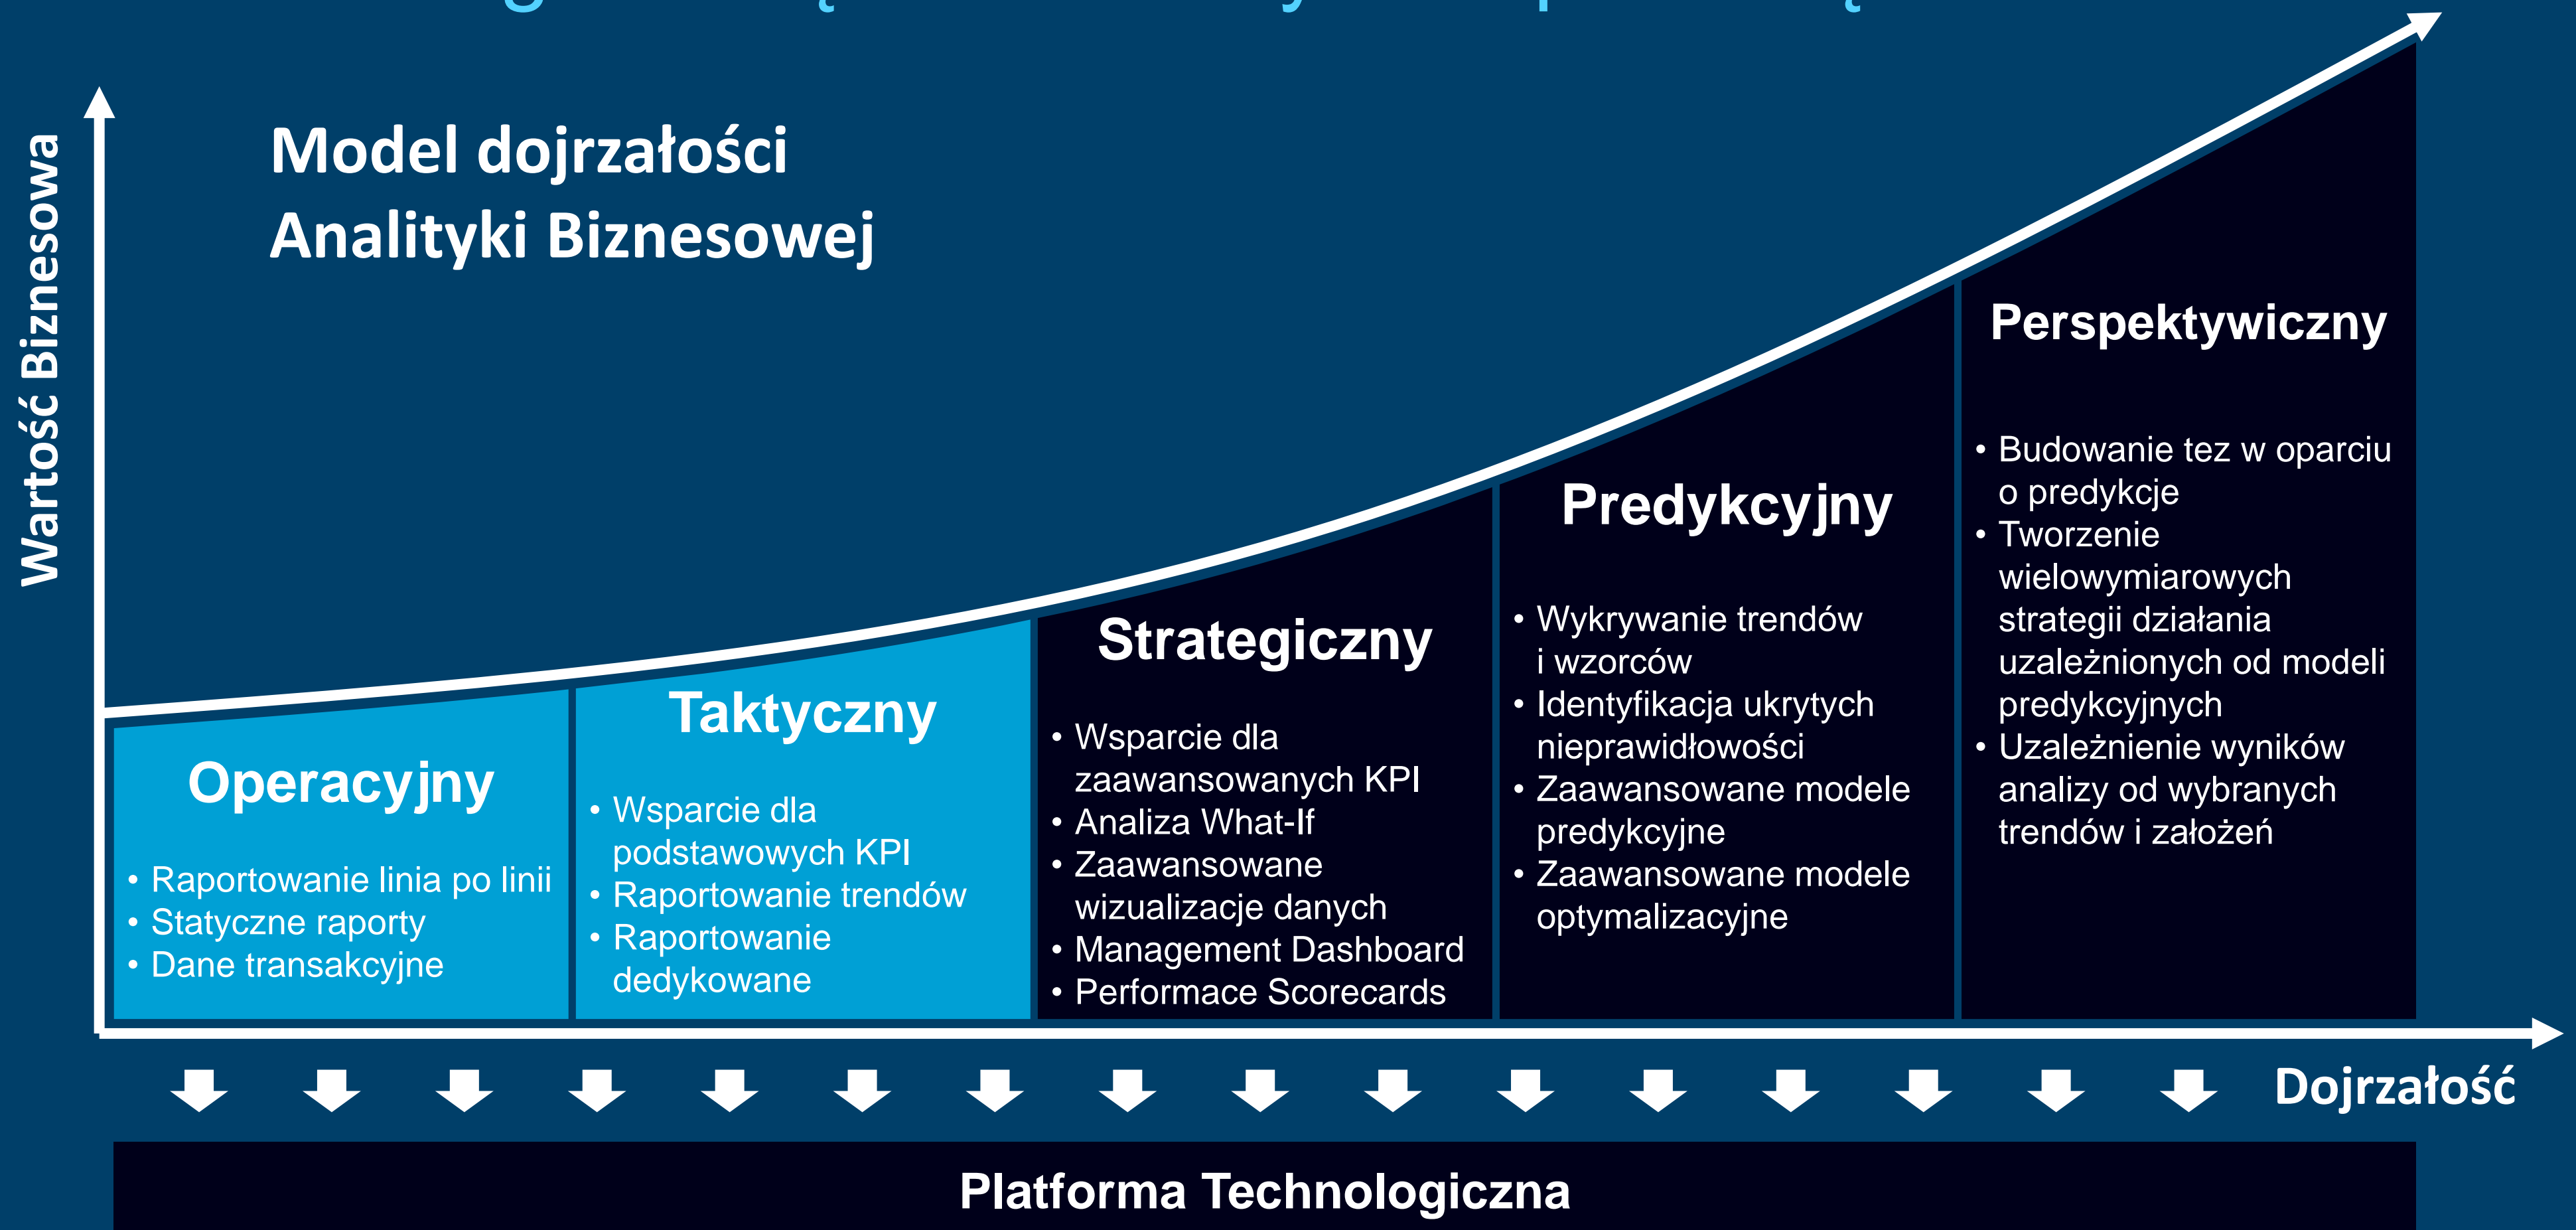 Model dojrzałości
Analityki Biznesowej
Wartość Biznesowa
Operacyjny
• Raportowanie linia po linii
• Statyczne raporty
• Dane transakcyjne
Taktyczny
• Wsparcie dla
podstawowych KPI
• Raportowanie trendów
• Raportowanie
dedykowane
Strategiczny
• Wsparcie dla
zaawansowanych KPI
• Analiza What-If
• Zaawansowane
wizualizacje danych
• Management Dashboard
• Performace Scorecards
Predykcyjny
• Wykrywanie trendów
i wzorców
• Identyfikacja ukrytych
nieprawidłowości
• Zaawansowane modele
predykcyjne
• Zaawansowane modele
optymalizacyjne
Perspektywiczny
• Budowanie tez w oparciu
o predykcje
• Tworzenie
wielowymiarowych
strategii działania
uzależnionych od modeli
predykcyjnych
• Uzależnienie wyników
analizy od wybranych
trendów i założeń
Dojrzałość
Platforma Technologiczna